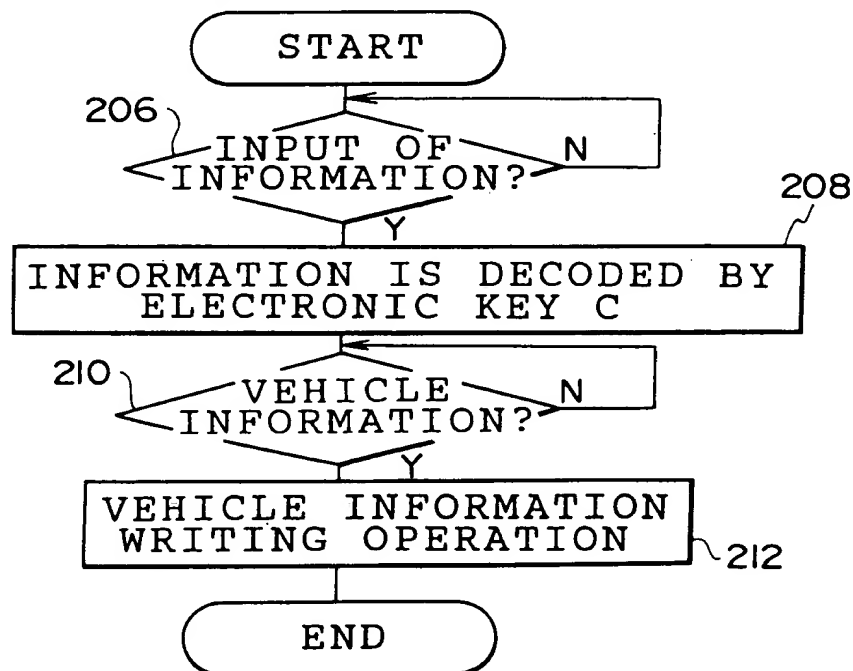 START
206
INPUT OF
INFORMATION?
N
Y
208
INFORMATION IS DECODED BY
ELECTRONIC KEY C
210
VEHICLE
INFORMATION?
N
Y
VEHICLE INFORMATION
WRITING OPERATION
212
END